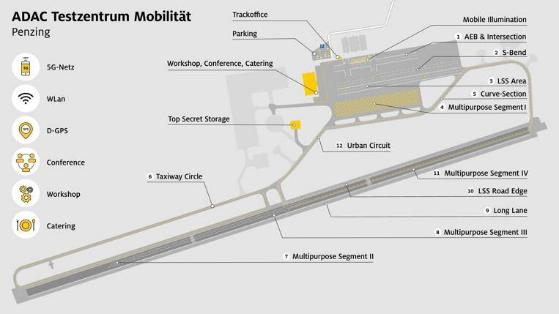 ADAC Testzentrum Mobilität
Penzing
5G-Netz
WLan
D-GPS
Conference
Workshop
Catering
Trackoffice
Parking
Workshop, Conference, Catering
Top Secret Storage
6 Taxiway Circle
Mobile Illumination
1 AEB & Intersection
2 S-Bend
3 LSS Area
5 Curve-Section
4 Multipurpose Segment I
12 Urban Circuit
11 Multipurpose Segment IV
10 LSS Road Edge
9 Long Lane
8 Multipurpose Segment III
7 Multipurpose Segment II